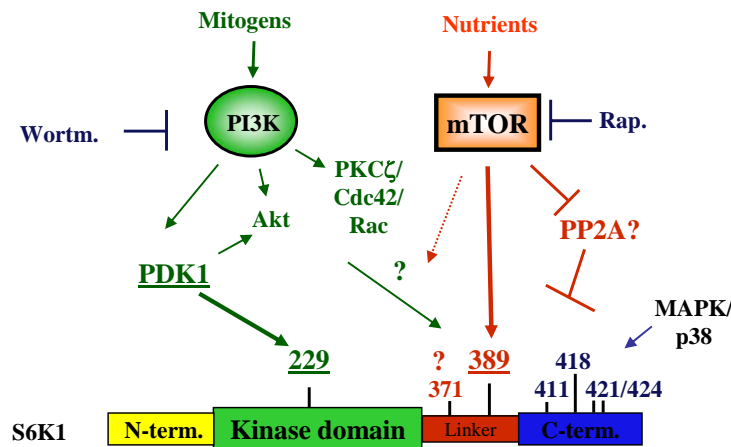 Mitogens
Nutrients
Wortm.
PI3K
mTOR
Rap.
PKCζ/
Cdc42/
Rac
Akt
PP2A?
PDK1
?
MAPK/
p38
229
?
389
418
371
411
421/424
S6K1
N-term.
Kinase domain
Linker
C-term.